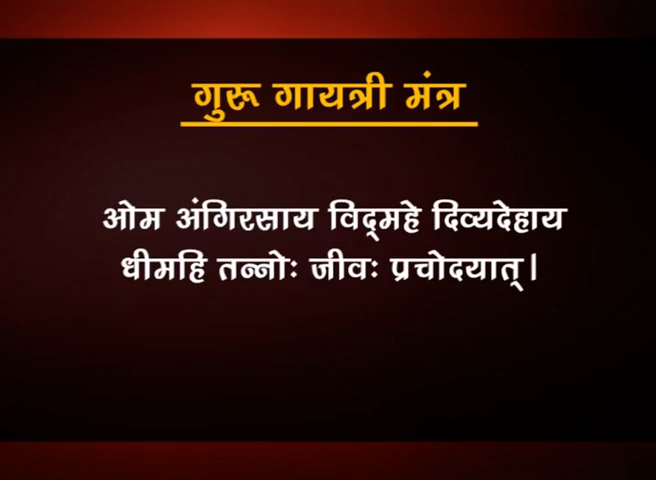 गुरू गायत्री मंत्र
ओम अंगिरसाय विद्‌महे दिव्यदेहाय
धीमहि तन्नोः जीवः प्रचोदयात्।